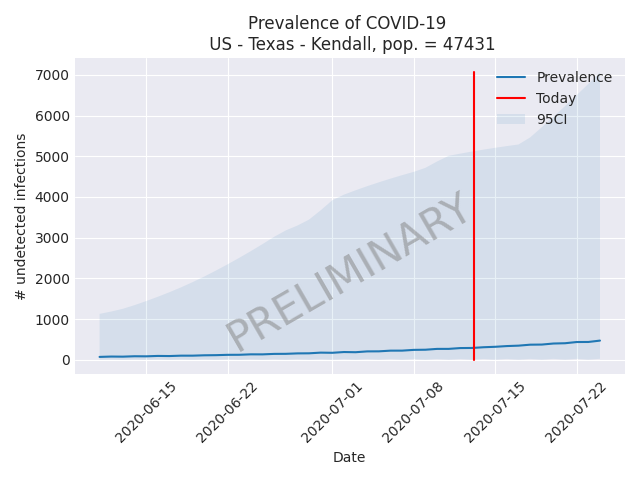 Prevalence of COVID-19
US - Texas - Kendall, pop. = 47431
7000
6000
5000
4000
3000
2000
1000
0
# undetected infections
Prevalence
Today
95CI
PRELIMINARY
2020-06-15
2020-06-22
2020-07-01
2020-07-08
2020-07-15
2020-07-22
Date